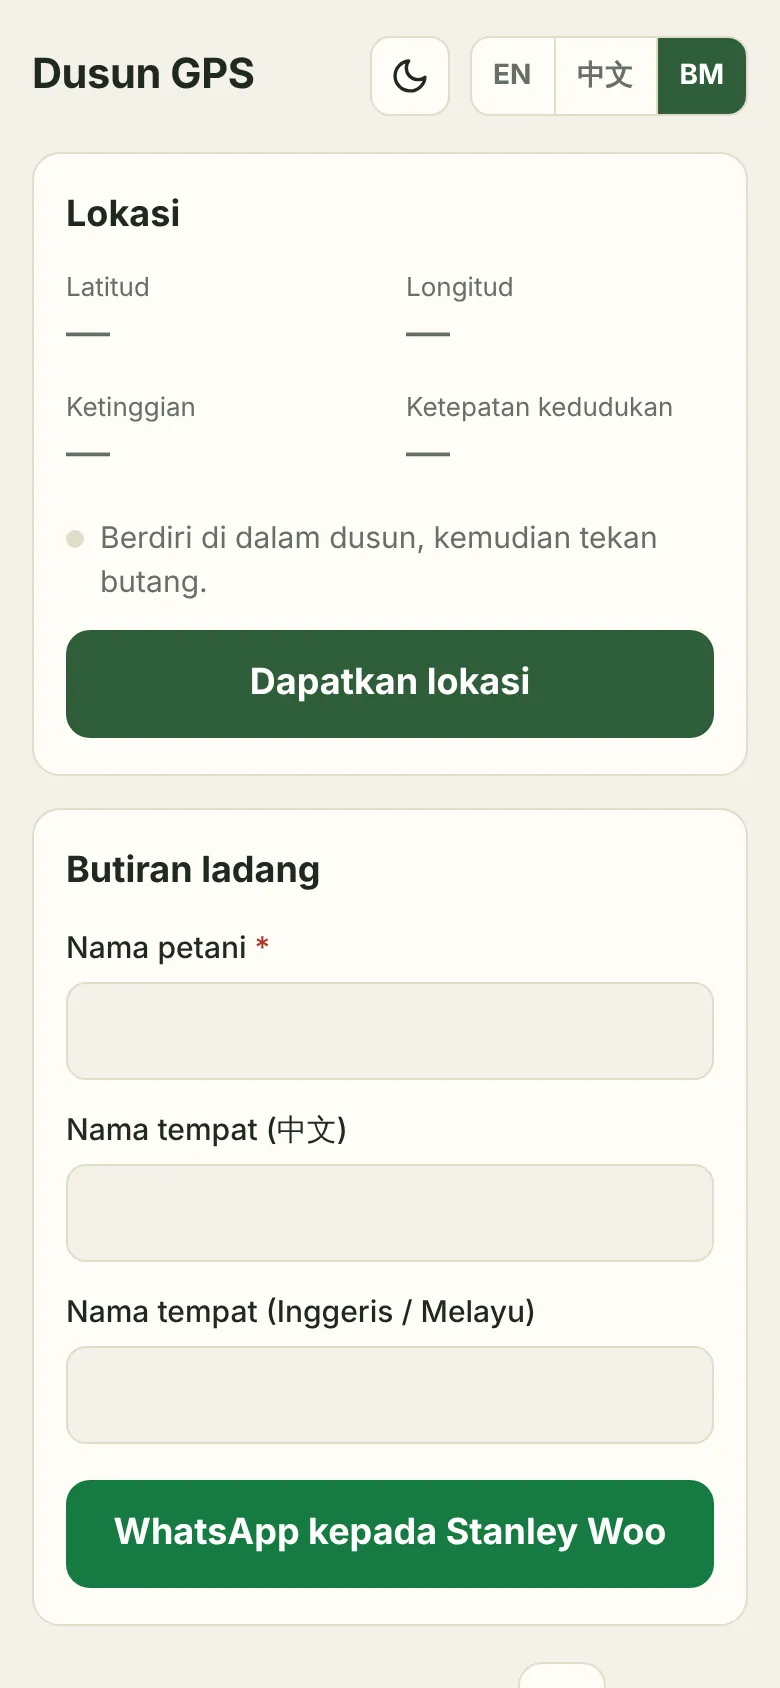 Dusun GPS
EN 中文 BM
Lokasi
Latitud Longitud
— —
Ketinggian Ketepatan kedudukan
— —
Berdiri di dalam dusun, kemudian tekan
butang.
Dapatkan lokasi
Butiran ladang
Nama petani *
Nama tempat (中文)
Nama tempat (Inggeris / Melayu)
WhatsApp kepada Stanley Woo